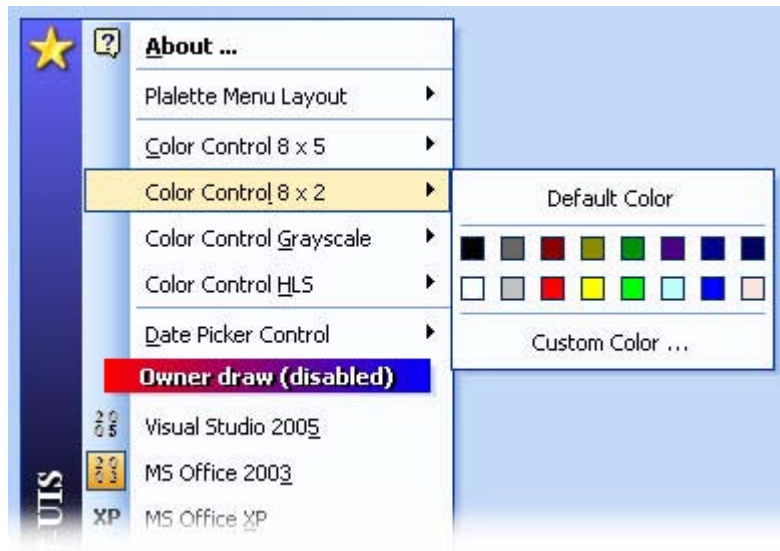 About ...
Plalette Menu Layout
Color Control 8 x 5
Color Control 8 x 2
Color Control Grayscale
Color Control HLS
Date Picker Control
Owner draw (disabled)
Visual Studio 2005
MS Office 2003
XP MS Office XP
Default Color
Custom Color ...